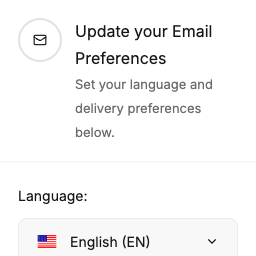 Update your Email
Preferences
Set your language and
delivery preferences
below.
Language:
English (EN)